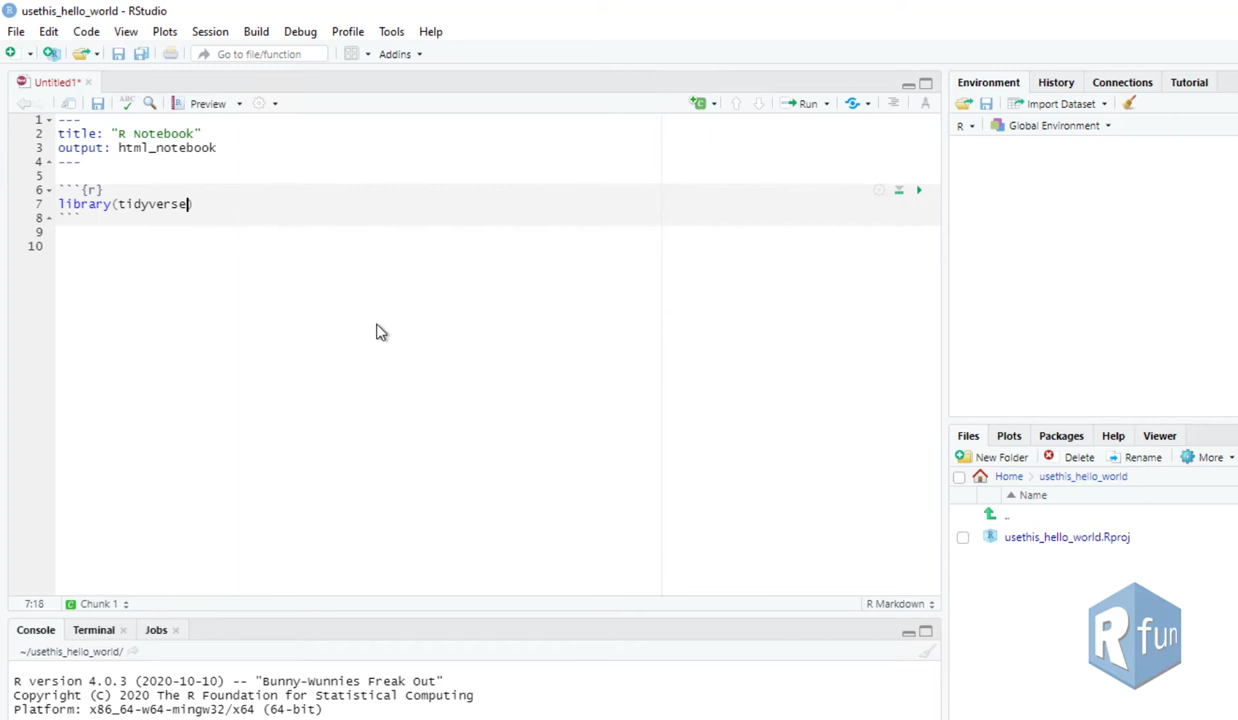 usethis_hello_world - RStudio
File Edit Code View Plots Session Build Debug Profile Tools Help
Go to file/function Addins
Untitled1*
Preview Run
1 ---
2 title: "R Notebook"
3 output: html_notebook
4 ---
5
6 ```{r}
7 library(tidyverse)
8 ```
9
10
7:18 Chunk 1 R Markdown
Console Terminal Jobs
~/usethis_hello_world/
R version 4.0.3 (2020-10-10) -- "Bunny-Wunnies Freak Out"
Copyright (C) 2020 The R Foundation for Statistical Computing
Platform: x86_64-w64-mingw32/x64 (64-bit)
Environment History Connections Tutorial
Import Dataset
R Global Environment
Files Plots Packages Help Viewer
New Folder Delete Rename More
Home usethis_hello_world
Name
..
usethis_hello_world.Rproj
R fun